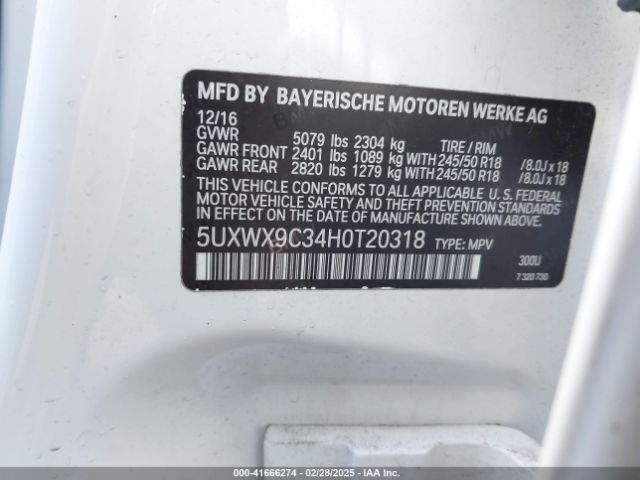 MFD BY BAYERISCHE MOTOREN WERKE AG
12/16
GVWR 5079 lbs 2304 kg TIRE / RIM
GAWR FRONT 2401 lbs 1089 kg WITH 245/50 R18 /8.0J x 18
GAWR REAR 2820 lbs 1279 kg WITH 245/50 R18 /8.0J x 18
THIS VEHICLE CONFORMS TO ALL APPLICABLE U. S. FEDERAL
MOTOR VEHICLE SAFETY AND THEFT PREVENTION
STANDARDS IN EFFECT ON THE DATE OF MANUFACTURE
SHOWN ABOVE.
5UXWX9C34H0T20318 TYPE: MPV
300U
7 320 730
000-41666274 | 02/28/2025 | IAA Inc.